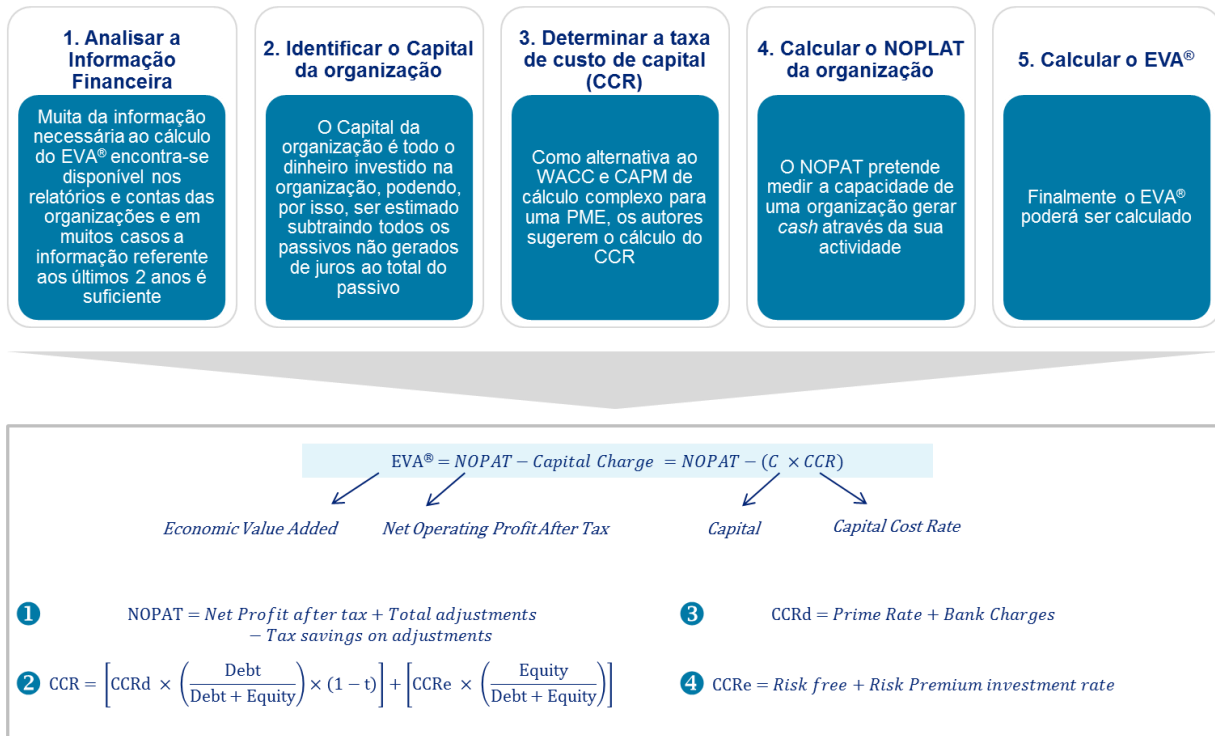 1. Analisar a
Informação
Financeira
Muita da informação
necessária ao cálculo
do EVA® encontra-se
disponível nos
relatórios e contas das
organizações e em
muitos casos a
informação referente
aos últimos 2 anos é
suficiente
2. Identificar o Capital
da organização
O Capital da
organização é todo o
dinheiro investido na
organização, podendo,
por isso, ser estimado
subtraindo todos os
passivos não gerados
de juros ao total do
passivo
3. Determinar a taxa
de custo de capital
(CCR)
Como alternativa ao
WACC e CAPM de
cálculo complexo para
uma PME, os autores
sugerem o cálculo do
CCR
4. Calcular o NOPLAT
da organização
O NOPAT pretende
medir a capacidade de
uma organização gerar
cash através da sua
actividade
5. Calcular o EVA®
Finalmente o EVA®
poderá ser calculado
EVA® = NOPAT − Capital Charge = NOPAT − (C × CCR)
Economic Value Added
Net Operating Profit After Tax
Capital
Capital Cost Rate
1 NOPAT = Net Profit after tax + Total adjustments
− Tax savings on adjustments
2 CCR = [CCRd × (Debt / Debt + Equity) × (1 − t)] + [CCRe × (Equity / Debt + Equity)]
3 CCRd = Prime Rate + Bank Charges
4 CCRe = Risk free + Risk Premium investment rate